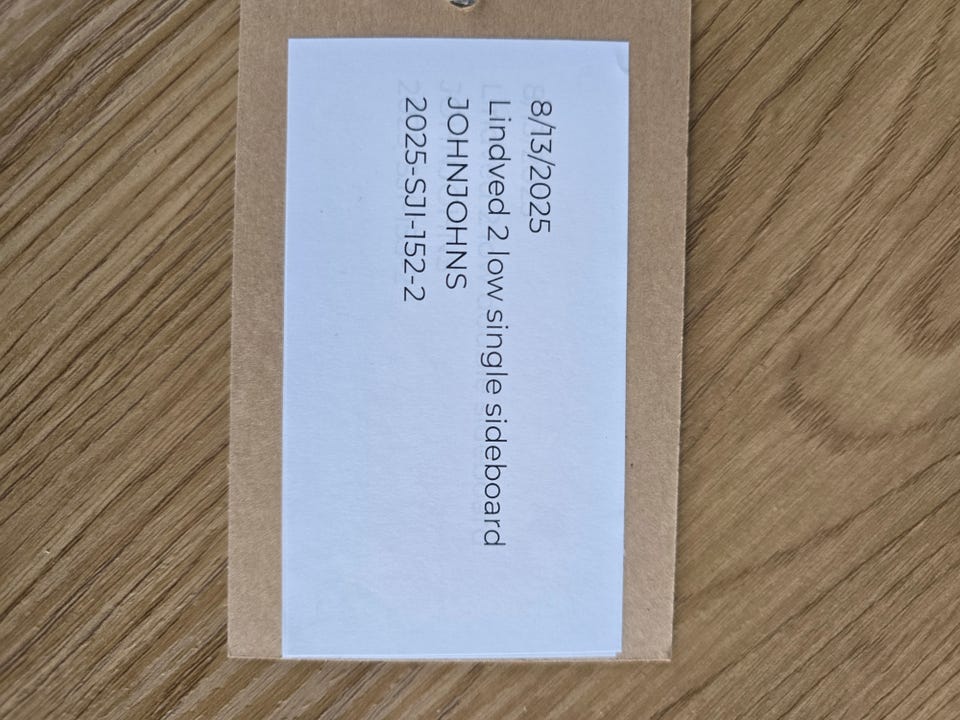 8/13/2025
Lindved 2 low single sideboard
JOHNJOHNS
2025-SJI-152-2